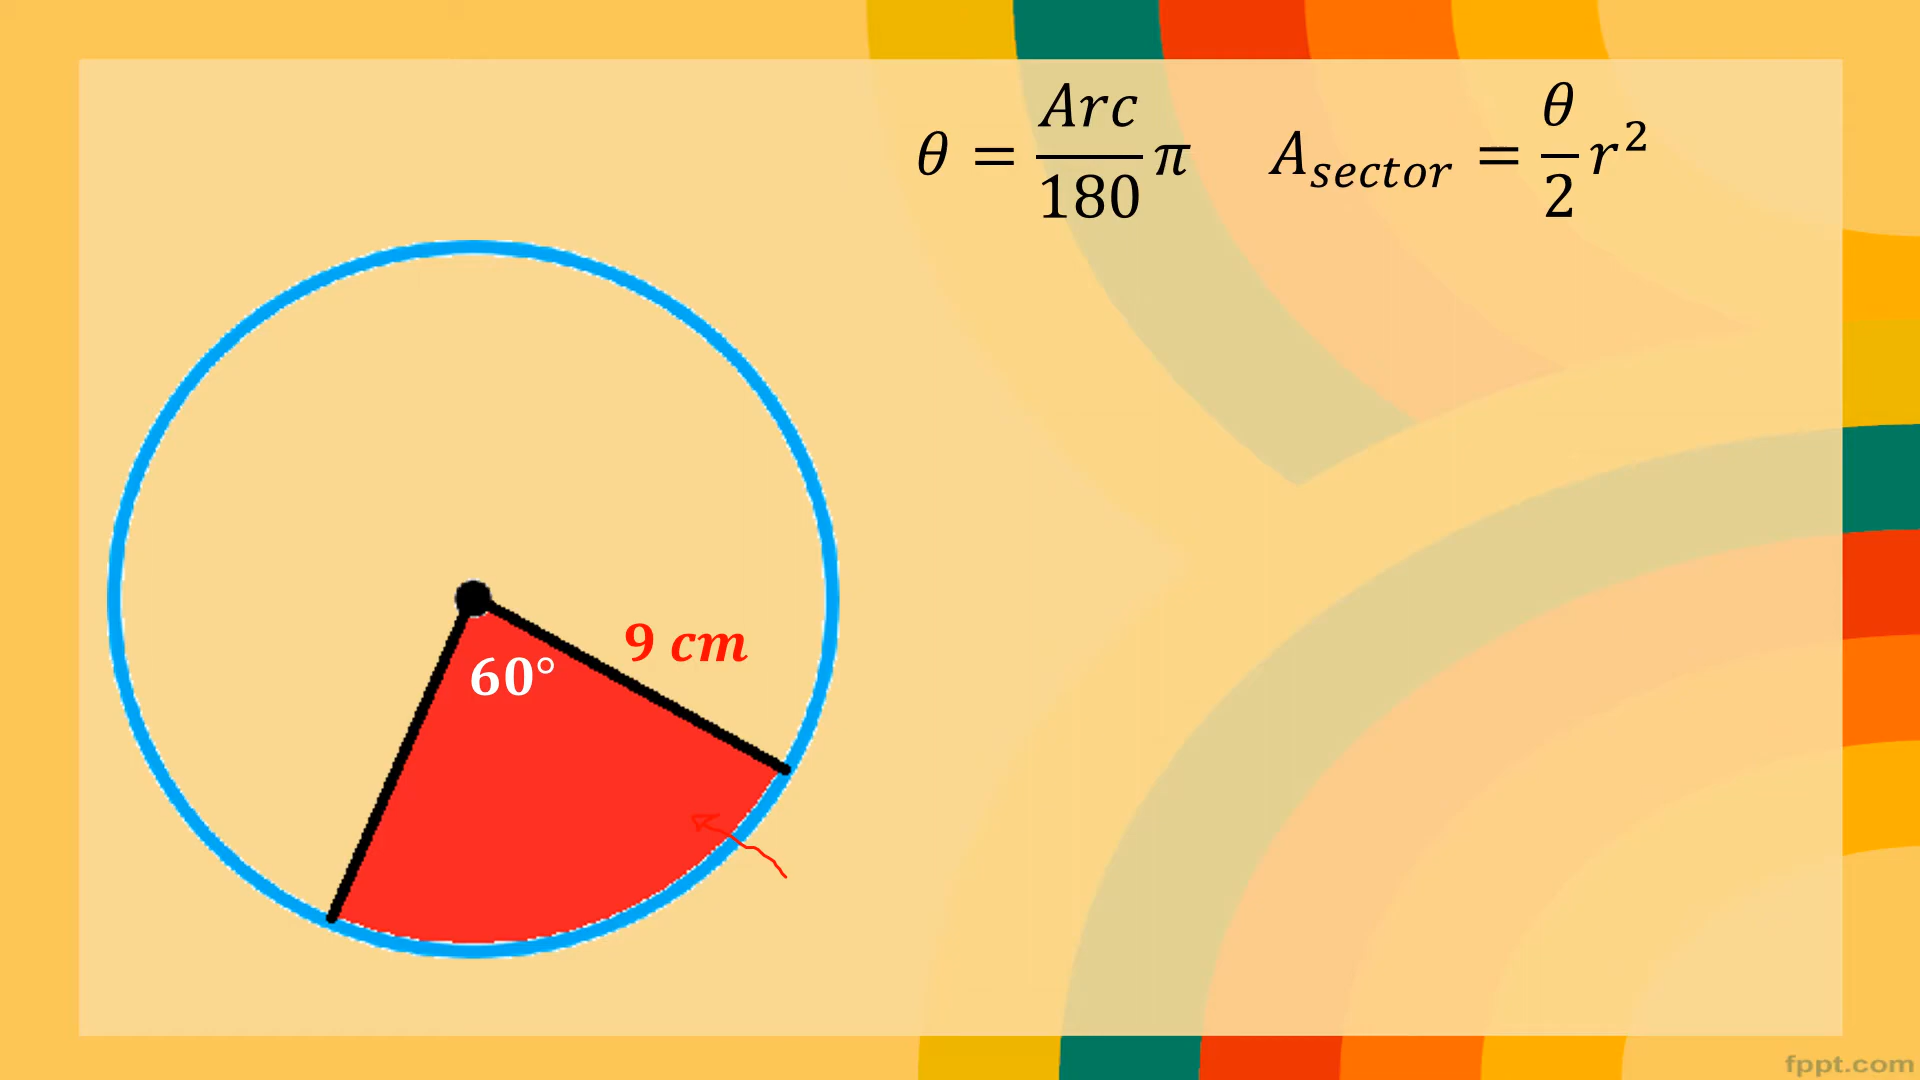 θ = Arc/180 π
A_sector = θ/2 r²
9 cm
60°
fppt.com